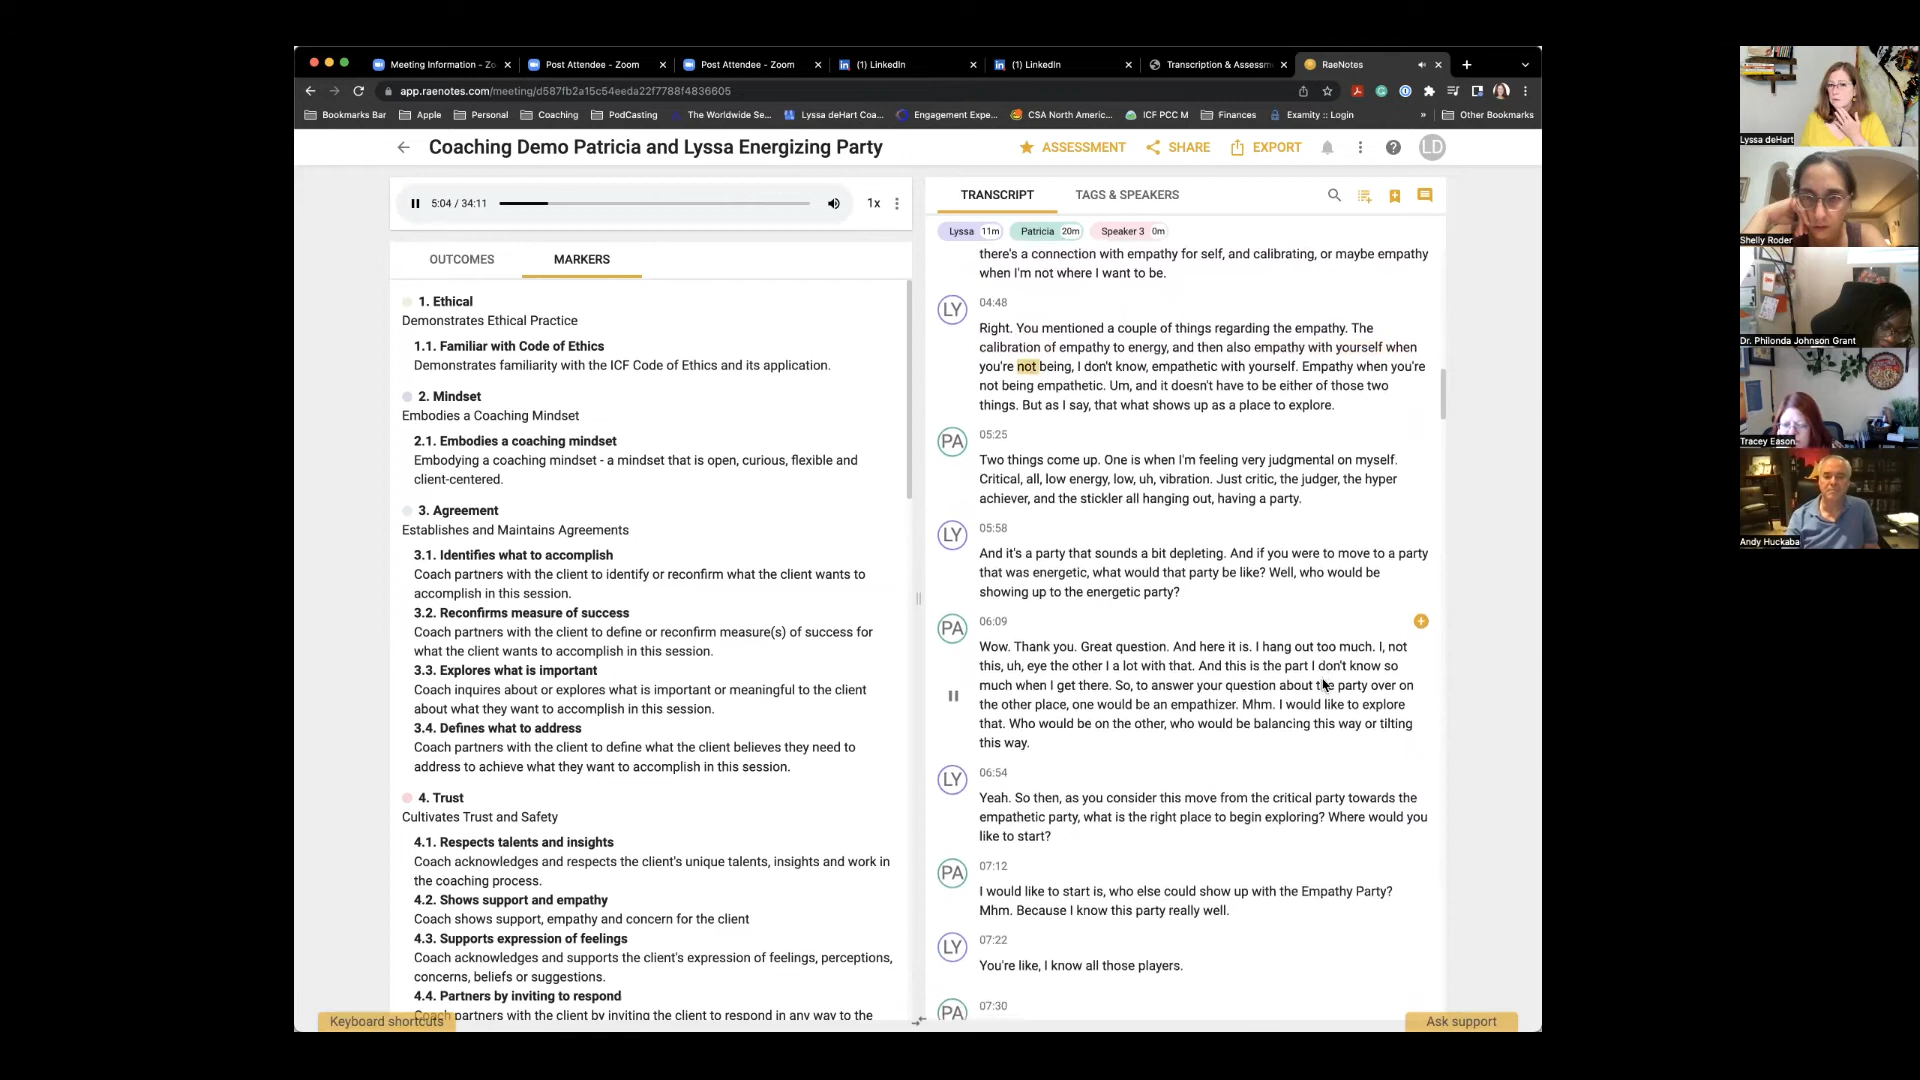 Meeting Information - Zo
Post Attendee - Zoom
Post Attendee - Zoom
(1) LinkedIn
(1) LinkedIn
Transcription & Assessm
RaeNotes
app.raenotes.com/meeting/d587fb2a15c54eeda22f7788f4836605
Bookmarks Bar
Apple
Personal
Coaching
PodCasting
The Worldwide Se...
Lyssa deHart Coa...
Engagement Expe...
CSA North Americ...
ICF PCC M
Finances
Examity :: Login
»
Other Bookmarks
Coaching Demo Patricia and Lyssa Energizing Party
ASSESSMENT
SHARE
EXPORT
LD
5:04 / 34:11
1x
OUTCOMES
MARKERS
1. Ethical
Demonstrates Ethical Practice
1.1. Familiar with Code of Ethics
Demonstrates familiarity with the ICF Code of Ethics and its application.
2. Mindset
Embodies a Coaching Mindset
2.1. Embodies a coaching mindset
Embodying a coaching mindset - a mindset that is open, curious, flexible and
client-centered.
3. Agreement
Establishes and Maintains Agreements
3.1. Identifies what to accomplish
Coach partners with the client to identify or reconfirm what the client wants to
accomplish in this session.
3.2. Reconfirms measure of success
Coach partners with the client to define or reconfirm measure(s) of success for
what the client wants to accomplish in this session.
3.3. Explores what is important
Coach inquires about or explores what is important or meaningful to the client
about what they want to accomplish in this session.
3.4. Defines what to address
Coach partners with the client to define what the client believes they need to
address to achieve what they want to accomplish in this session.
4. Trust
Cultivates Trust and Safety
4.1. Respects talents and insights
Coach acknowledges and respects the client's unique talents, insights and work in
the coaching process.
4.2. Shows support and empathy
Coach shows support, empathy and concern for the client
4.3. Supports expression of feelings
Coach acknowledges and supports the client's expression of feelings, perceptions,
concerns, beliefs or suggestions.
4.4. Partners by inviting to respond
Coach partners with the client by inviting the client to respond in any way to the
Keyboard shortcuts
TRANSCRIPT
TAGS & SPEAKERS
Lyssa 11m
Patricia 20m
Speaker 3 0m
there's a connection with empathy for self, and calibrating, or maybe empathy
when I'm not where I want to be.
LY
04:48
Right. You mentioned a couple of things regarding the empathy. The
calibration of empathy to energy, and then also empathy with yourself when
you're not being, I don't know, empathetic with yourself. Empathy when you're
not being empathetic. Um, and it doesn't have to be either of those two
things. But as I say, that what shows up as a place to explore.
PA
05:25
Two things come up. One is when I'm feeling very judgmental on myself.
Critical, all, low energy, low, uh, vibration. Just critic, the judger, the hyper
achiever, and the stickler all hanging out, having a party.
LY
05:58
And it's a party that sounds a bit depleting. And if you were to move to a party
that was energetic, what would that party be like? Well, who would be
showing up to the energetic party?
PA
06:09
Wow. Thank you. Great question. And here it is. I hang out too much. I, not
this, uh, eye the other I a lot with that. And this is the part I don't know so
much when I get there. So, to answer your question about the party over on
the other place, one would be an empathizer. Mhm. I would like to explore
that. Who would be on the other, who would be balancing this way or tilting
this way.
LY
06:54
Yeah. So then, as you consider this move from the critical party towards the
empathetic party, what is the right place to begin exploring? Where would you
like to start?
PA
07:12
I would like to start is, who else could show up with the Empathy Party?
Mhm. Because I know this party really well.
LY
07:22
You're like, I know all those players.
PA
07:30
Ask support
Lyssa deHart
Shelly Roder
Dr. Philonda Johnson Grant
Tracey Eason
Andy Huckaba